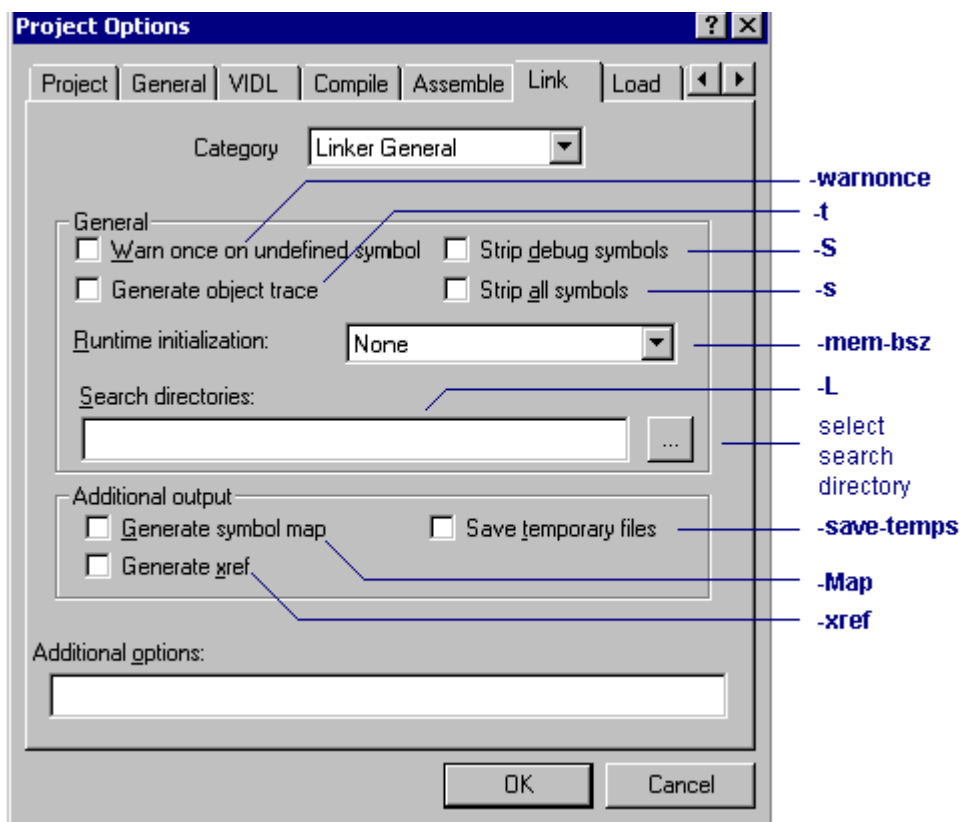 Project Options
Project General VIDL Compile Assemble Link Load
Category Linker General
-warnonce
General
-t
Warn once on undefined symbol Strip debug symbols -S
Generate object trace Strip all symbols -s
Runtime initialization: None -mem-bsz
Search directories: -L
...
select
search
directory
Additional output
Generate symbol map Save temporary files -save-temps
Generate xref
-Map
-xref
Additional options:
OK Cancel